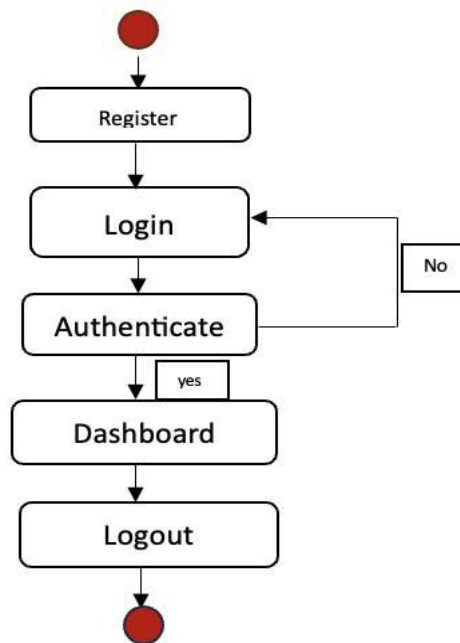 Register
Login
No
Authenticate
yes
Dashboard
Logout